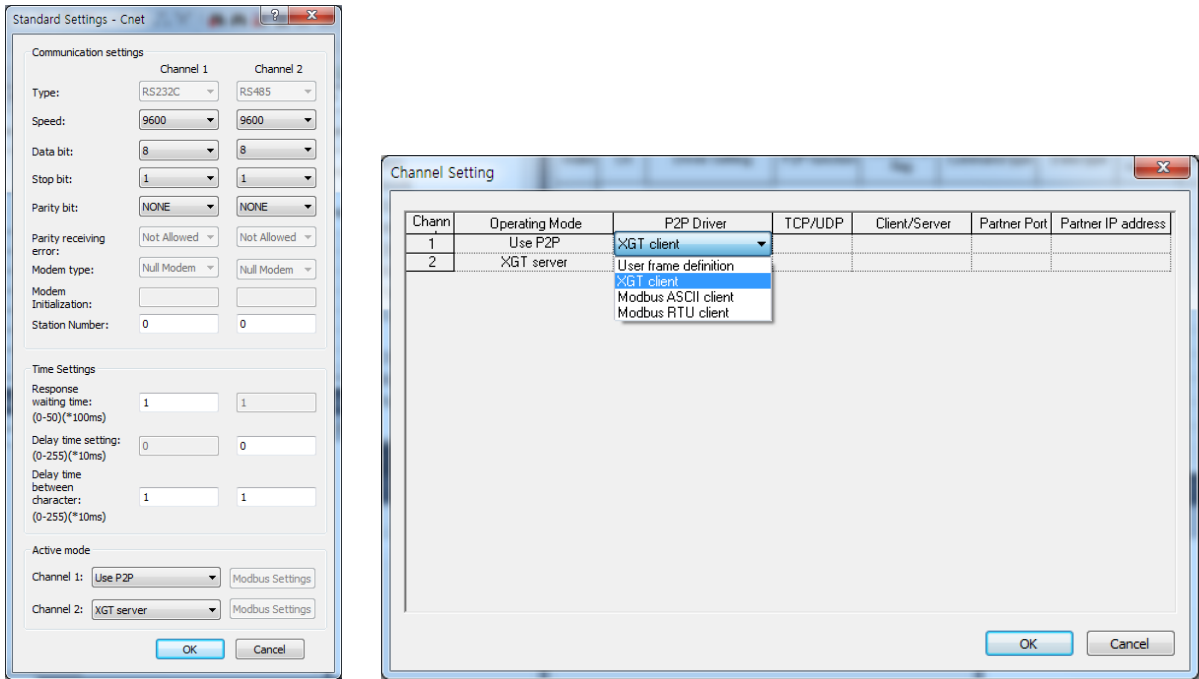 Standard Settings - Cnet
Communication settings
Channel 1 Channel 2
Type: RS232C RS485
Speed: 9600 9600
Data bit: 8 8
Stop bit: 1 1
Parity bit: NONE NONE
Parity receiving
error: Not Allowed Not Allowed
Modem type: Null Modem Null Modem
Modem
Initialization:
Station Number: 0 0
Time Settings
Response
waiting time: 1 1
(0-50)(*100ms)
Delay time setting: 0 0
(0-255)(*10ms)
Delay time
between
character: 1 1
(0-255)(*10ms)
Active mode
Channel 1: Use P2P Modbus Settings
Channel 2: XGT server Modbus Settings
OK Cancel
Channel Setting
Chann Operating Mode P2P Driver TCP/UDP Client/Server Partner Port Partner IP address
1 Use P2P XGT client
2 XGT server
User frame definition
XGT client
Modbus ASCII client
Modbus RTU client
OK Cancel